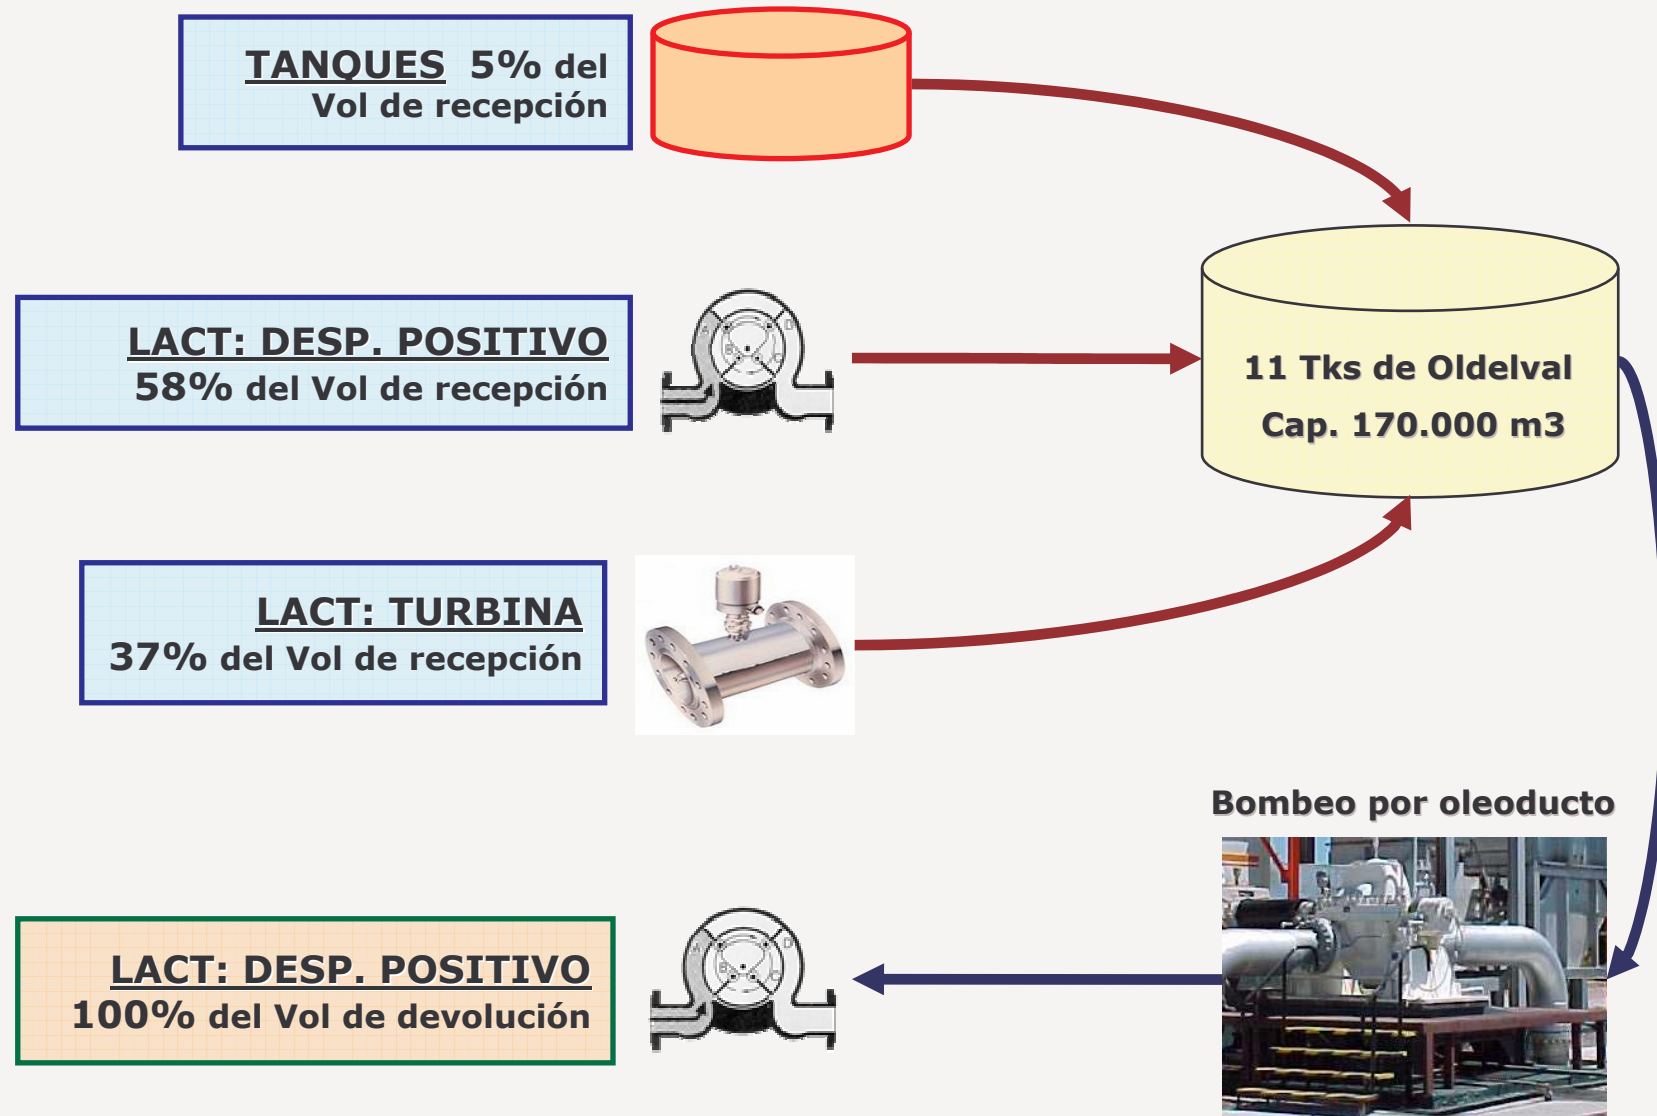 TANQUES 5% del
Vol de recepción
LACT: DESP. POSITIVO
58% del Vol de recepción
A
D
B
C
11 Tks de Oldelval
Cap. 170.000 m3
LACT: TURBINA
37% del Vol de recepción
Bombeo por oleoducto
LACT: DESP. POSITIVO
100% del Vol de devolución
A
D
B
C